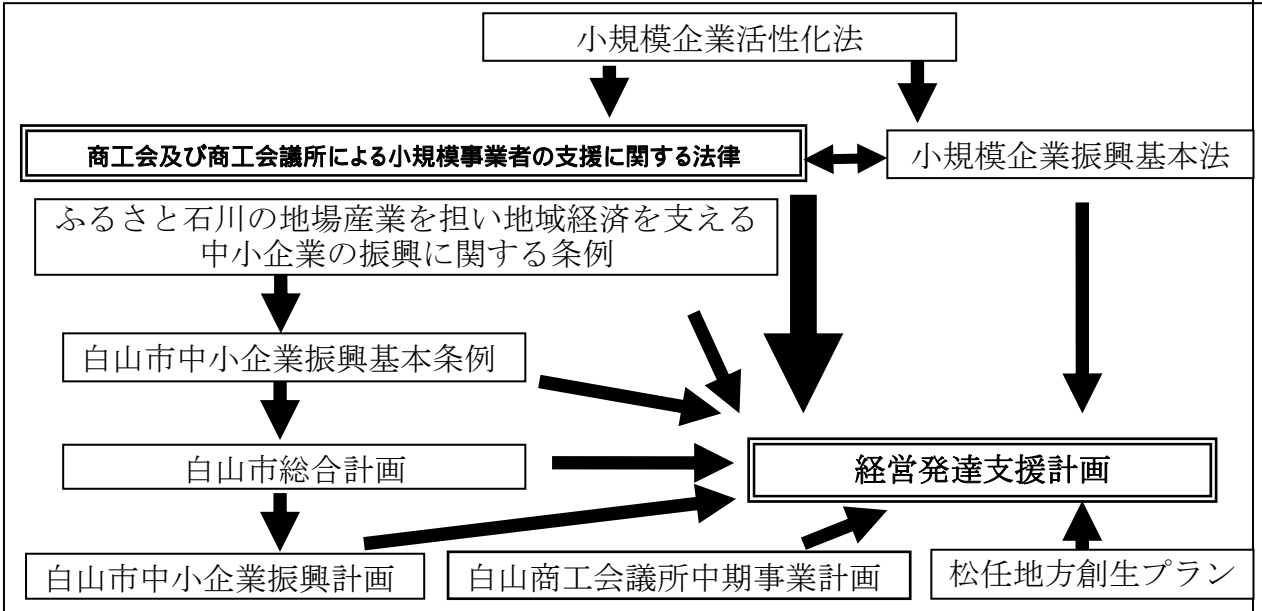 小規模企業活性化法
商工会及び商工会議所による小規模事業者の支援に関する法律
小規模企業振興基本法
ふるさと石川の地場産業を担い地域経済を支える
中小企業の振興に関する条例
白山市中小企業振興基本条例
白山市総合計画
経営発達支援計画
白山市中小企業振興計画
白山商工会議所中期事業計画
松任地方創生プラン